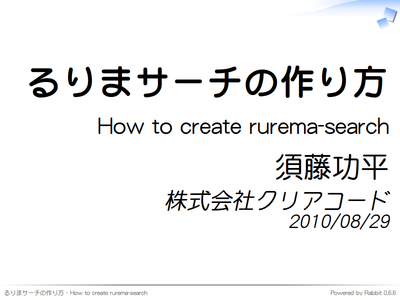 るりまサーチの作り方
How to create rurema-search
須藤功平
株式会社クリアコード
2010/08/29
るりまサーチの作り方 - How to create rurema-search
Powered by Rabbit 0.6.6